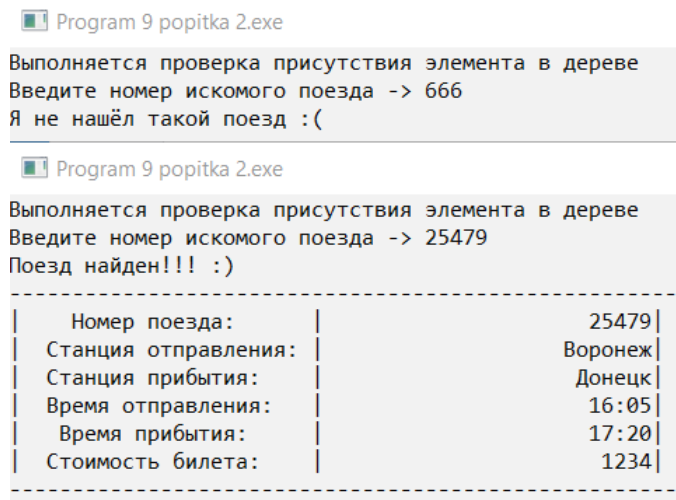 Program 9 popitka 2.exe
Выполняется проверка присутствия элемента в дереве
Введите номер искомого поезда -> 666
Я не нашёл такой поезд :(
Program 9 popitka 2.exe
Выполняется проверка присутствия элемента в дереве
Введите номер искомого поезда -> 25479
Поезд найден!!! :)
-----------------------------------------------------
|    Номер поезда:      |                     25479|
|  Станция отправления: |                   Воронеж|
|  Станция прибытия:    |                    Донецк|
|  Время отправления:   |                     16:05|
|   Время прибытия:     |                     17:20|
|  Стоимость билета:    |                      1234|
-----------------------------------------------------